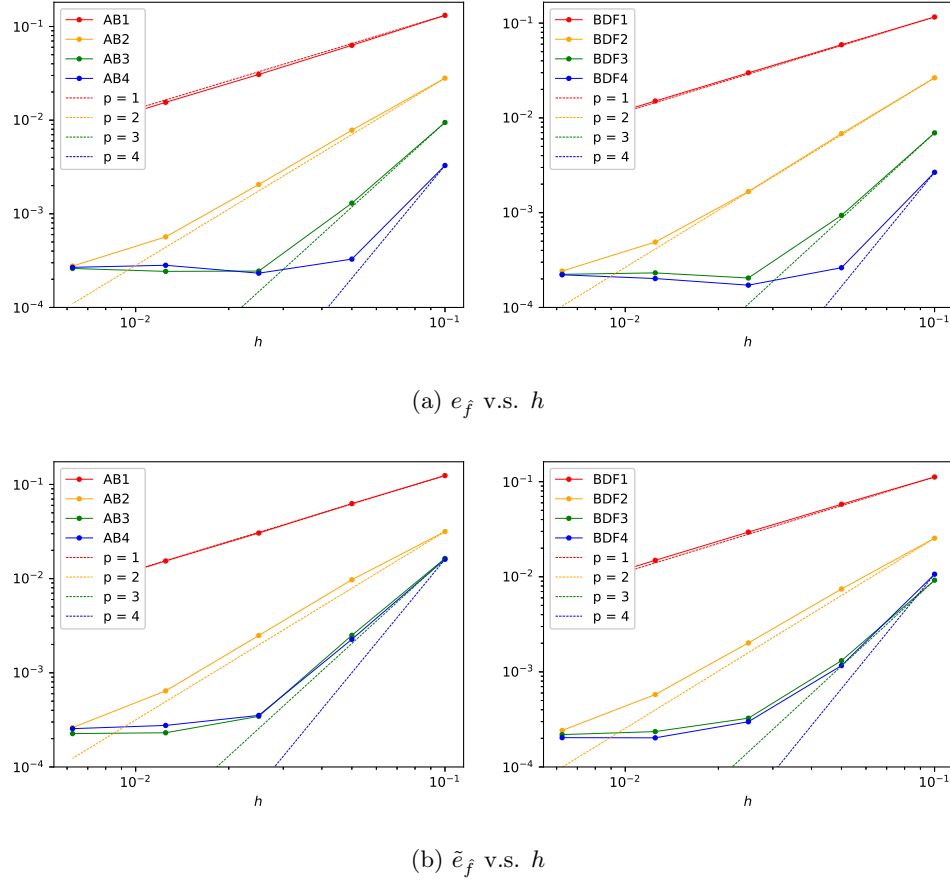 10⁻¹
10⁻²
10⁻³
10⁻⁴
AB1
AB2
AB3
AB4
p = 1
p = 2
p = 3
p = 4
10⁻²
10⁻¹
h
10⁻¹
10⁻²
10⁻³
10⁻⁴
BDF1
BDF2
BDF3
BDF4
p = 1
p = 2
p = 3
p = 4
10⁻²
10⁻¹
h
(a) e_f̂ v.s. h
10⁻¹
10⁻²
10⁻³
10⁻⁴
AB1
AB2
AB3
AB4
p = 1
p = 2
p = 3
p = 4
10⁻²
10⁻¹
h
10⁻¹
10⁻²
10⁻³
10⁻⁴
BDF1
BDF2
BDF3
BDF4
p = 1
p = 2
p = 3
p = 4
10⁻²
10⁻¹
h
(b) ẽ_f̂ v.s. h